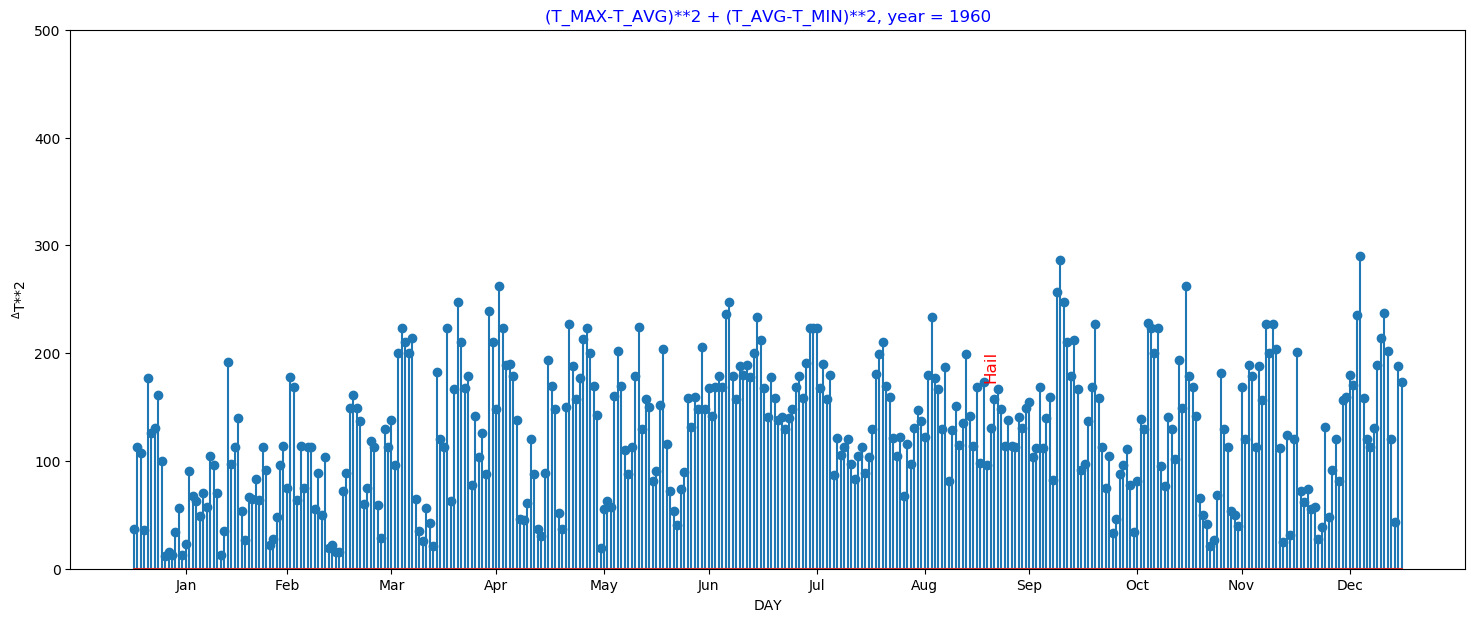 (T_MAX-T_AVG)**2 + (T_AVG-T_MIN)**2, year = 1960
500
400
300
200
100
0
ΔT**2
Hail
Jan Feb Mar Apr May Jun Jul Aug Sep Oct Nov Dec
DAY